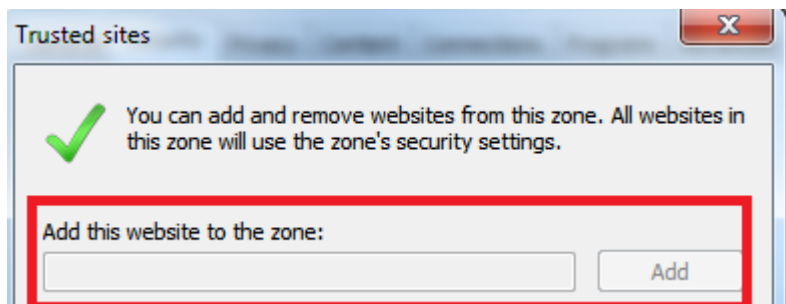 Trusted sites
You can add and remove websites from this zone. All websites in
this zone will use the zone's security settings.
Add this website to the zone:
Add